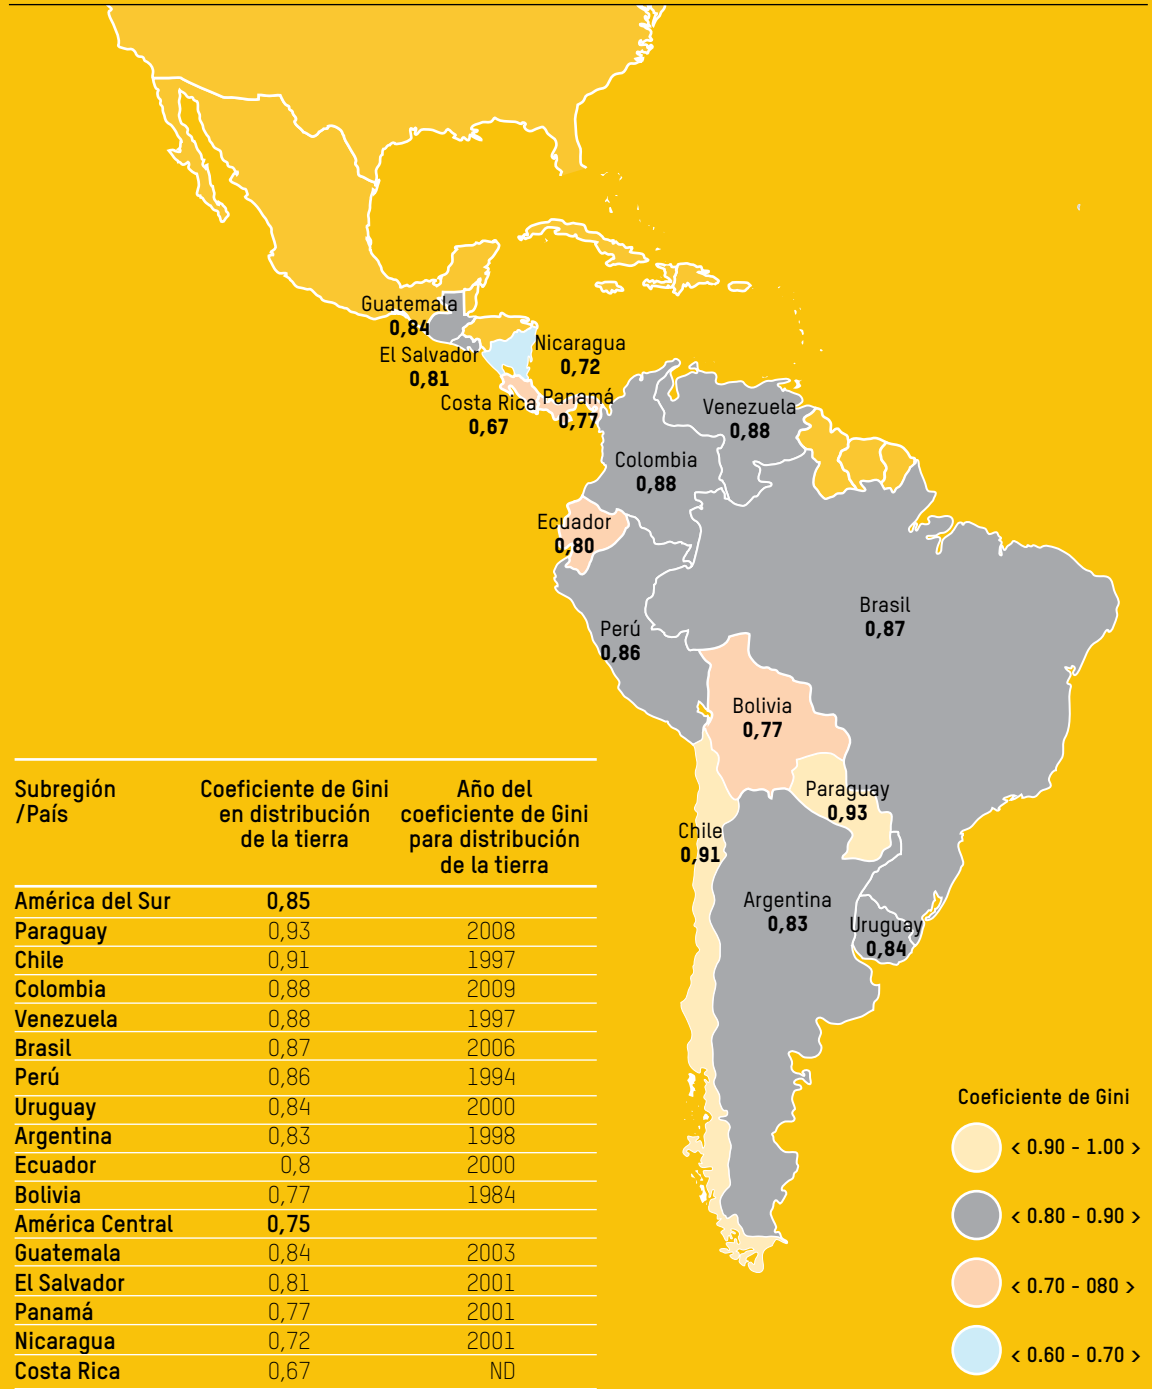 Guatemala
0,84
El Salvador
0,81
Nicaragua
0,72
Costa Rica
0,67
Panamá
0,77
Venezuela
0,88
Colombia
0,88
Ecuador
0,80
Brasil
0,87
Perú
0,86
Bolivia
0,77
Paraguay
0,93
Chile
0,91
Argentina
0,83
Uruguay
0,84
Subregión
/País
Coeficiente de Gini
en distribución
de la tierra
Año del
coeficiente de Gini
para distribución
de la tierra
América del Sur 0,85
Paraguay 0,93 2008
Chile 0,91 1997
Colombia 0,88 2009
Venezuela 0,88 1997
Brasil 0,87 2006
Perú 0,86 1994
Uruguay 0,84 2000
Argentina 0,83 1998
Ecuador 0,8 2000
Bolivia 0,77 1984
América Central 0,75
Guatemala 0,84 2003
El Salvador 0,81 2001
Panamá 0,77 2001
Nicaragua 0,72 2001
Costa Rica 0,67 ND
Coeficiente de Gini
< 0.90 - 1.00 >
< 0.80 - 0.90 >
< 0.70 - 080 >
< 0.60 - 0.70 >